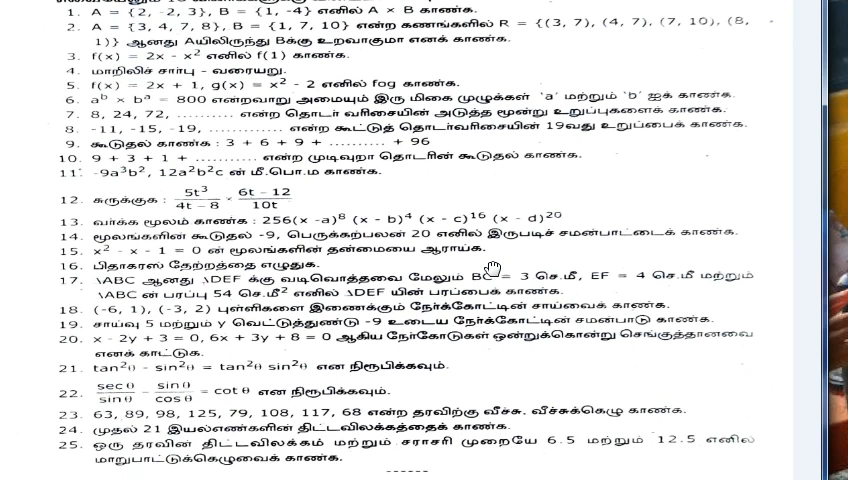 1. A = {2, -2, 3}, B = {1, -4} எனில் A × B காண்க.
2. A = {3, 4, 7, 8}, B = {1, 7, 10} என்ற கணங்களில் R = {(3, 7), (4, 7), (7, 10), (8,
1)} ஆனது Aயிலிருந்து Bக்கு உறவாகுமா எனக் காண்க.
3. f(x) = 2x - x² எனில் f(1) காண்க.
4. மாறிலிச் சார்பு - வரையறு.
5. f(x) = 2x + 1, g(x) = x² - 2 எனில் fog காண்க.
6. aᵇ × bᵃ = 800 என்றவாறு அமையும் இரு மிகை முழுக்கள் 'a' மற்றும் 'b' ஐக் காண்க.
7. 8, 24, 72, .......... என்ற தொடர் வரிசையின் அடுத்த மூன்று உறுப்புகளைக் காண்க.
8. -11, -15, -19, ............. என்ற கூட்டுத் தொடர்வரிசையின் 19வது உறுப்பைக் காண்க.
9. கூடுதல் காண்க : 3 + 6 + 9 + .......... + 96
10. 9 + 3 + 1 + ........... என்ற முடிவுறா தொடரின் கூடுதல் காண்க.
11. -9a³b², 12a²b²c ன் மீ.பொ.ம காண்க.
12. சுருக்குக : 5t³/4t - 8 × 6t - 12/10t
13. வர்க்க மூலம் காண்க : 256(x -a)⁸ (x - b)⁴ (x - c)¹⁶ (x - d)²⁰
14. மூலங்களின் கூடுதல் -9, பெருக்கற்பலன் 20 எனில் இருபடிச் சமன்பாட்டைக் காண்க.
15. x² - x - 1 = 0 ன் மூலங்களின் தன்மையை ஆராய்க.
16. பிதாகரஸ் தேற்றத்தை எழுதுக.
17. ∆ABC ஆனது ∆DEF க்கு வடிவொத்தவை மேலும் BC = 3 செ.மீ, EF = 4 செ.மீ மற்றும்
∆ABC ன் பரப்பு 54 செ.மீ² எனில் ∆DEF யின் பரப்பைக் காண்க.
18. (-6, 1), (-3, 2) புள்ளிகளை இணைக்கும் நேர்க்கோட்டின் சாய்வைக் காண்க.
19. சாய்வு 5 மற்றும் y வெட்டுத்துண்டு -9 உடைய நேர்க்கோட்டின் சமன்பாடு காண்க.
20. x - 2y + 3 = 0, 6x + 3y + 8 = 0 ஆகிய நேர்கோடுகள் ஒன்றுக்கொன்று செங்குத்தானவை
எனக் காட்டுக.
21. tan²θ - sin²θ = tan²θ sin²θ என நிரூபிக்கவும்.
22. secθ/sinθ - sinθ/cosθ = cotθ என நிரூபிக்கவும்.
23. 63, 89, 98, 125, 79, 108, 117, 68 என்ற தரவிற்கு வீச்சு, வீச்சுக்கெழு காண்க.
24. முதல் 21 இயல்எண்களின் திட்டவிலக்கத்தைக் காண்க.
25. ஒரு தரவின் திட்டவிலக்கம் மற்றும் சராசரி முறையே 6.5 மற்றும் 12.5 எனில்
மாறுபாட்டுக்கெழுவைக் காண்க.
------